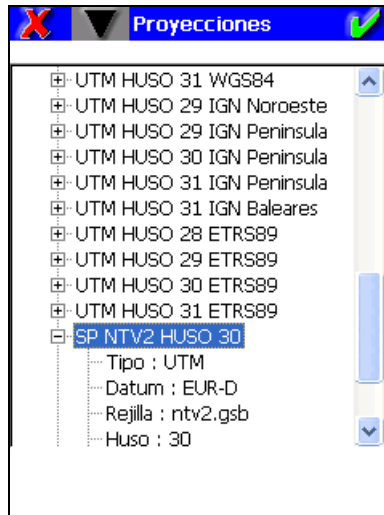 Proyecciones
UTM HUSO 31 WGS84
UTM HUSO 29 IGN Noroeste
UTM HUSO 29 IGN Peninsula
UTM HUSO 30 IGN Peninsula
UTM HUSO 31 IGN Peninsula
UTM HUSO 31 IGN Baleares
UTM HUSO 28 ETRS89
UTM HUSO 29 ETRS89
UTM HUSO 30 ETRS89
UTM HUSO 31 ETRS89
SP NTV2 HUSO 30
Tipo : UTM
Datum : EUR-D
Rejilla : ntv2.gsb
Huso : 30